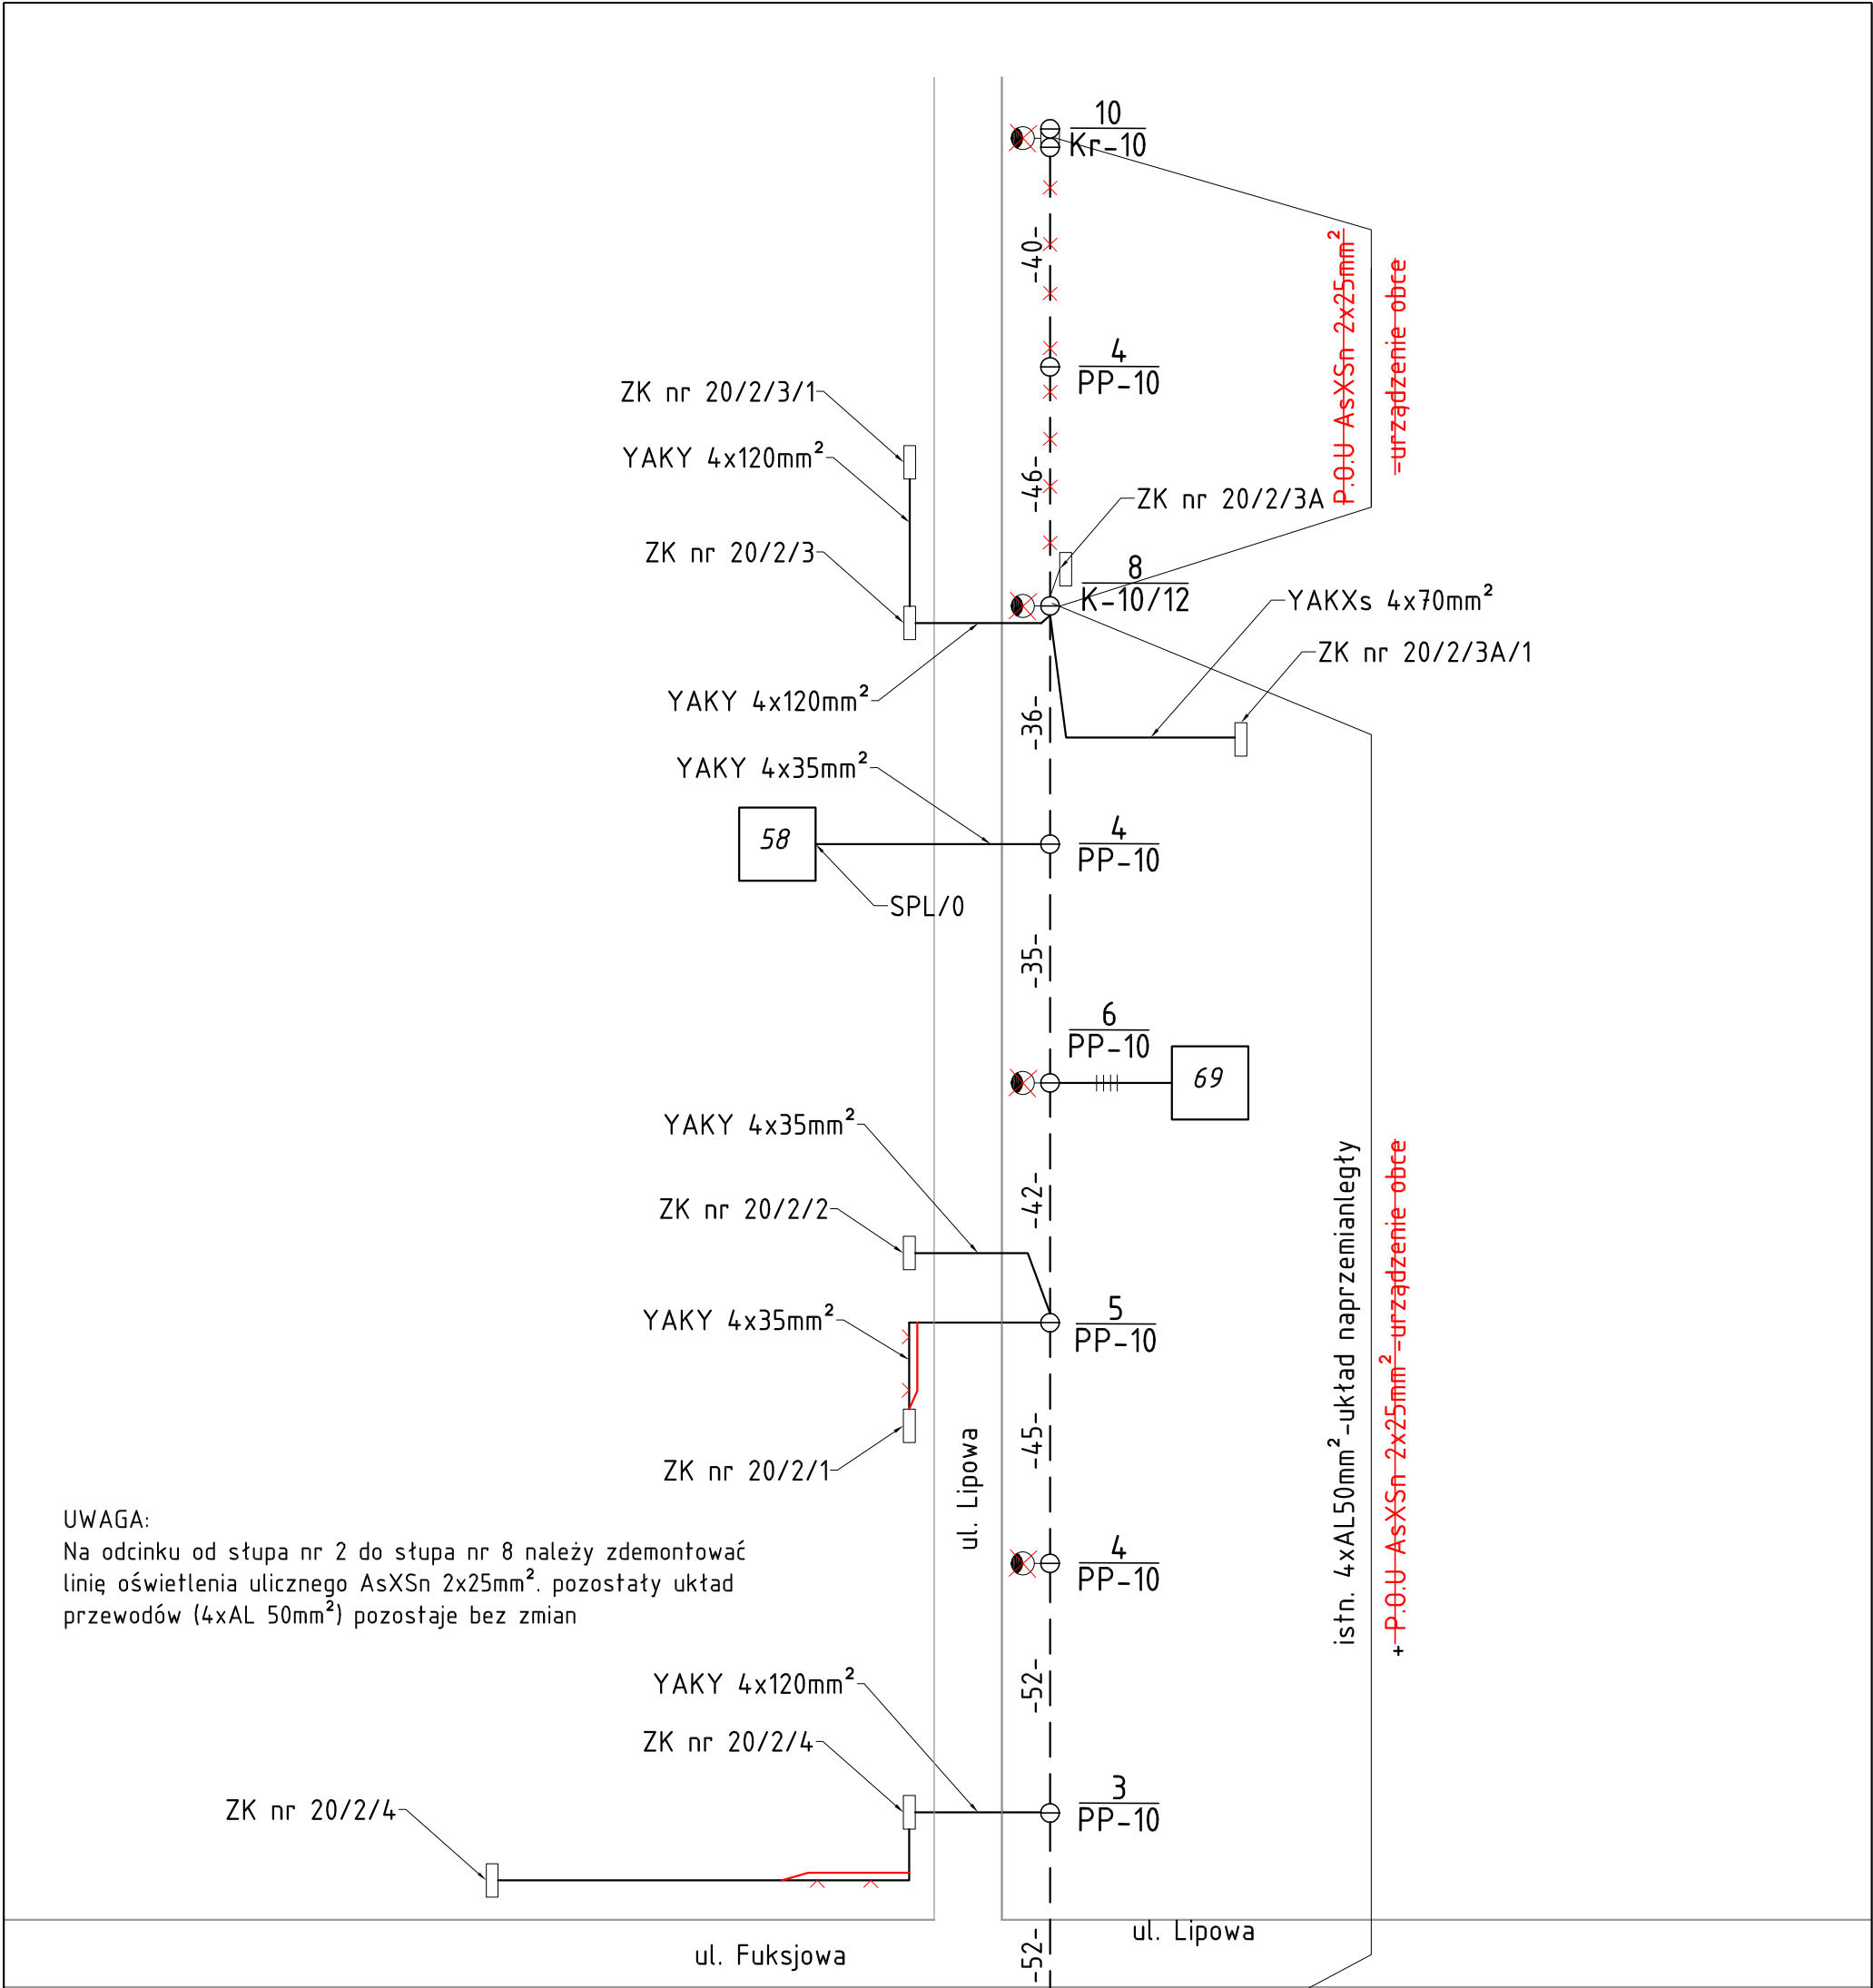 10
Kr-10
-40-
P.O.U AsXSn 2x25mm²
-urządzenie obce
4
PP-10
ZK nr 20/2/3/1
YAKY 4x120mm²
-46-
ZK nr 20/2/3A
ZK nr 20/2/3
8
K-10/12
YAKXs 4x70mm²
ZK nr 20/2/3A/1
YAKY 4x120mm²
-36-
YAKY 4x35mm²
58
4
PP-10
SPL/0
-35-
6
PP-10
69
YAKY 4x35mm²
-42-
ZK nr 20/2/2
istn. 4xAL50mm²-układ naprzemianległy
+ P.O.U AsXSn 2x25mm² -urządzenie obce
YAKY 4x35mm²
5
PP-10
-45-
ZK nr 20/2/1
ul. Lipowa
UWAGA:
Na odcinku od słupa nr 2 do słupa nr 8 należy zdemontować
linię oświetlenia ulicznego AsXSn 2x25mm². pozostały układ
przewodów (4xAL 50mm²) pozostaje bez zmian
4
PP-10
-52-
YAKY 4x120mm²
ZK nr 20/2/4
3
PP-10
ZK nr 20/2/4
ul. Lipowa
ul. Fuksjowa
-52-